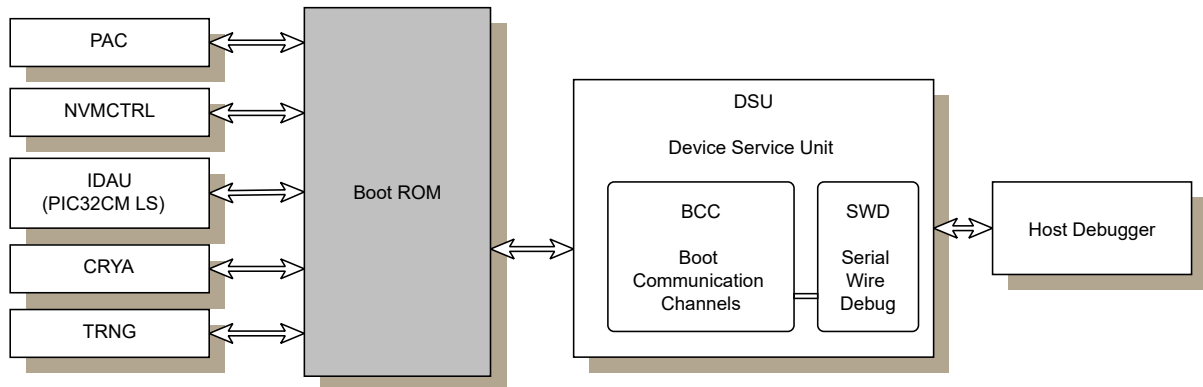 PAC
NVMCTRL
IDAU
(PIC32CM LS)
CRYA
TRNG
Boot ROM
DSU
Device Service Unit
BCC
Boot
Communication
Channels
SWD
Serial
Wire
Debug
Host Debugger